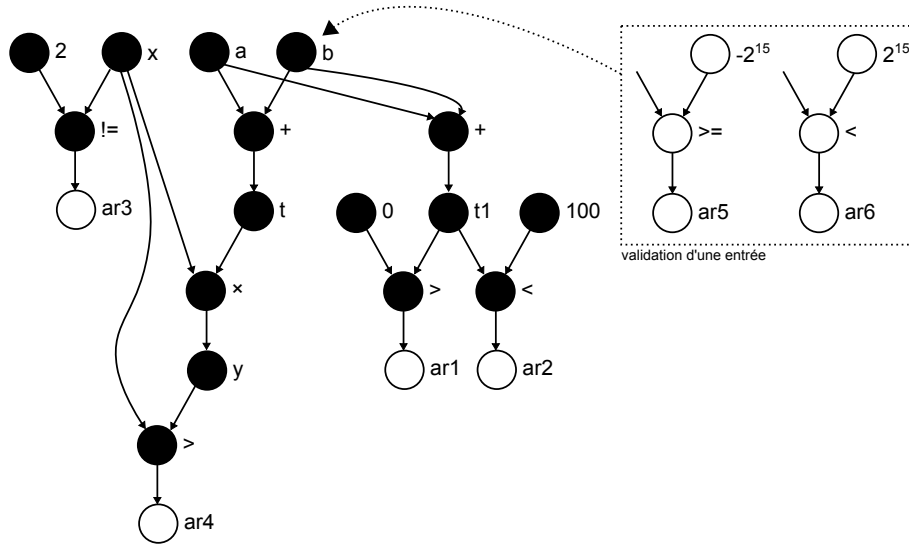 2
x
a
b
-2¹⁵
2¹⁵
!=
+
+
>=
<
ar3
t
0
t1
100
ar5
ar6
validation d'une entrée
×
>
<
y
ar1
ar2
>
ar4